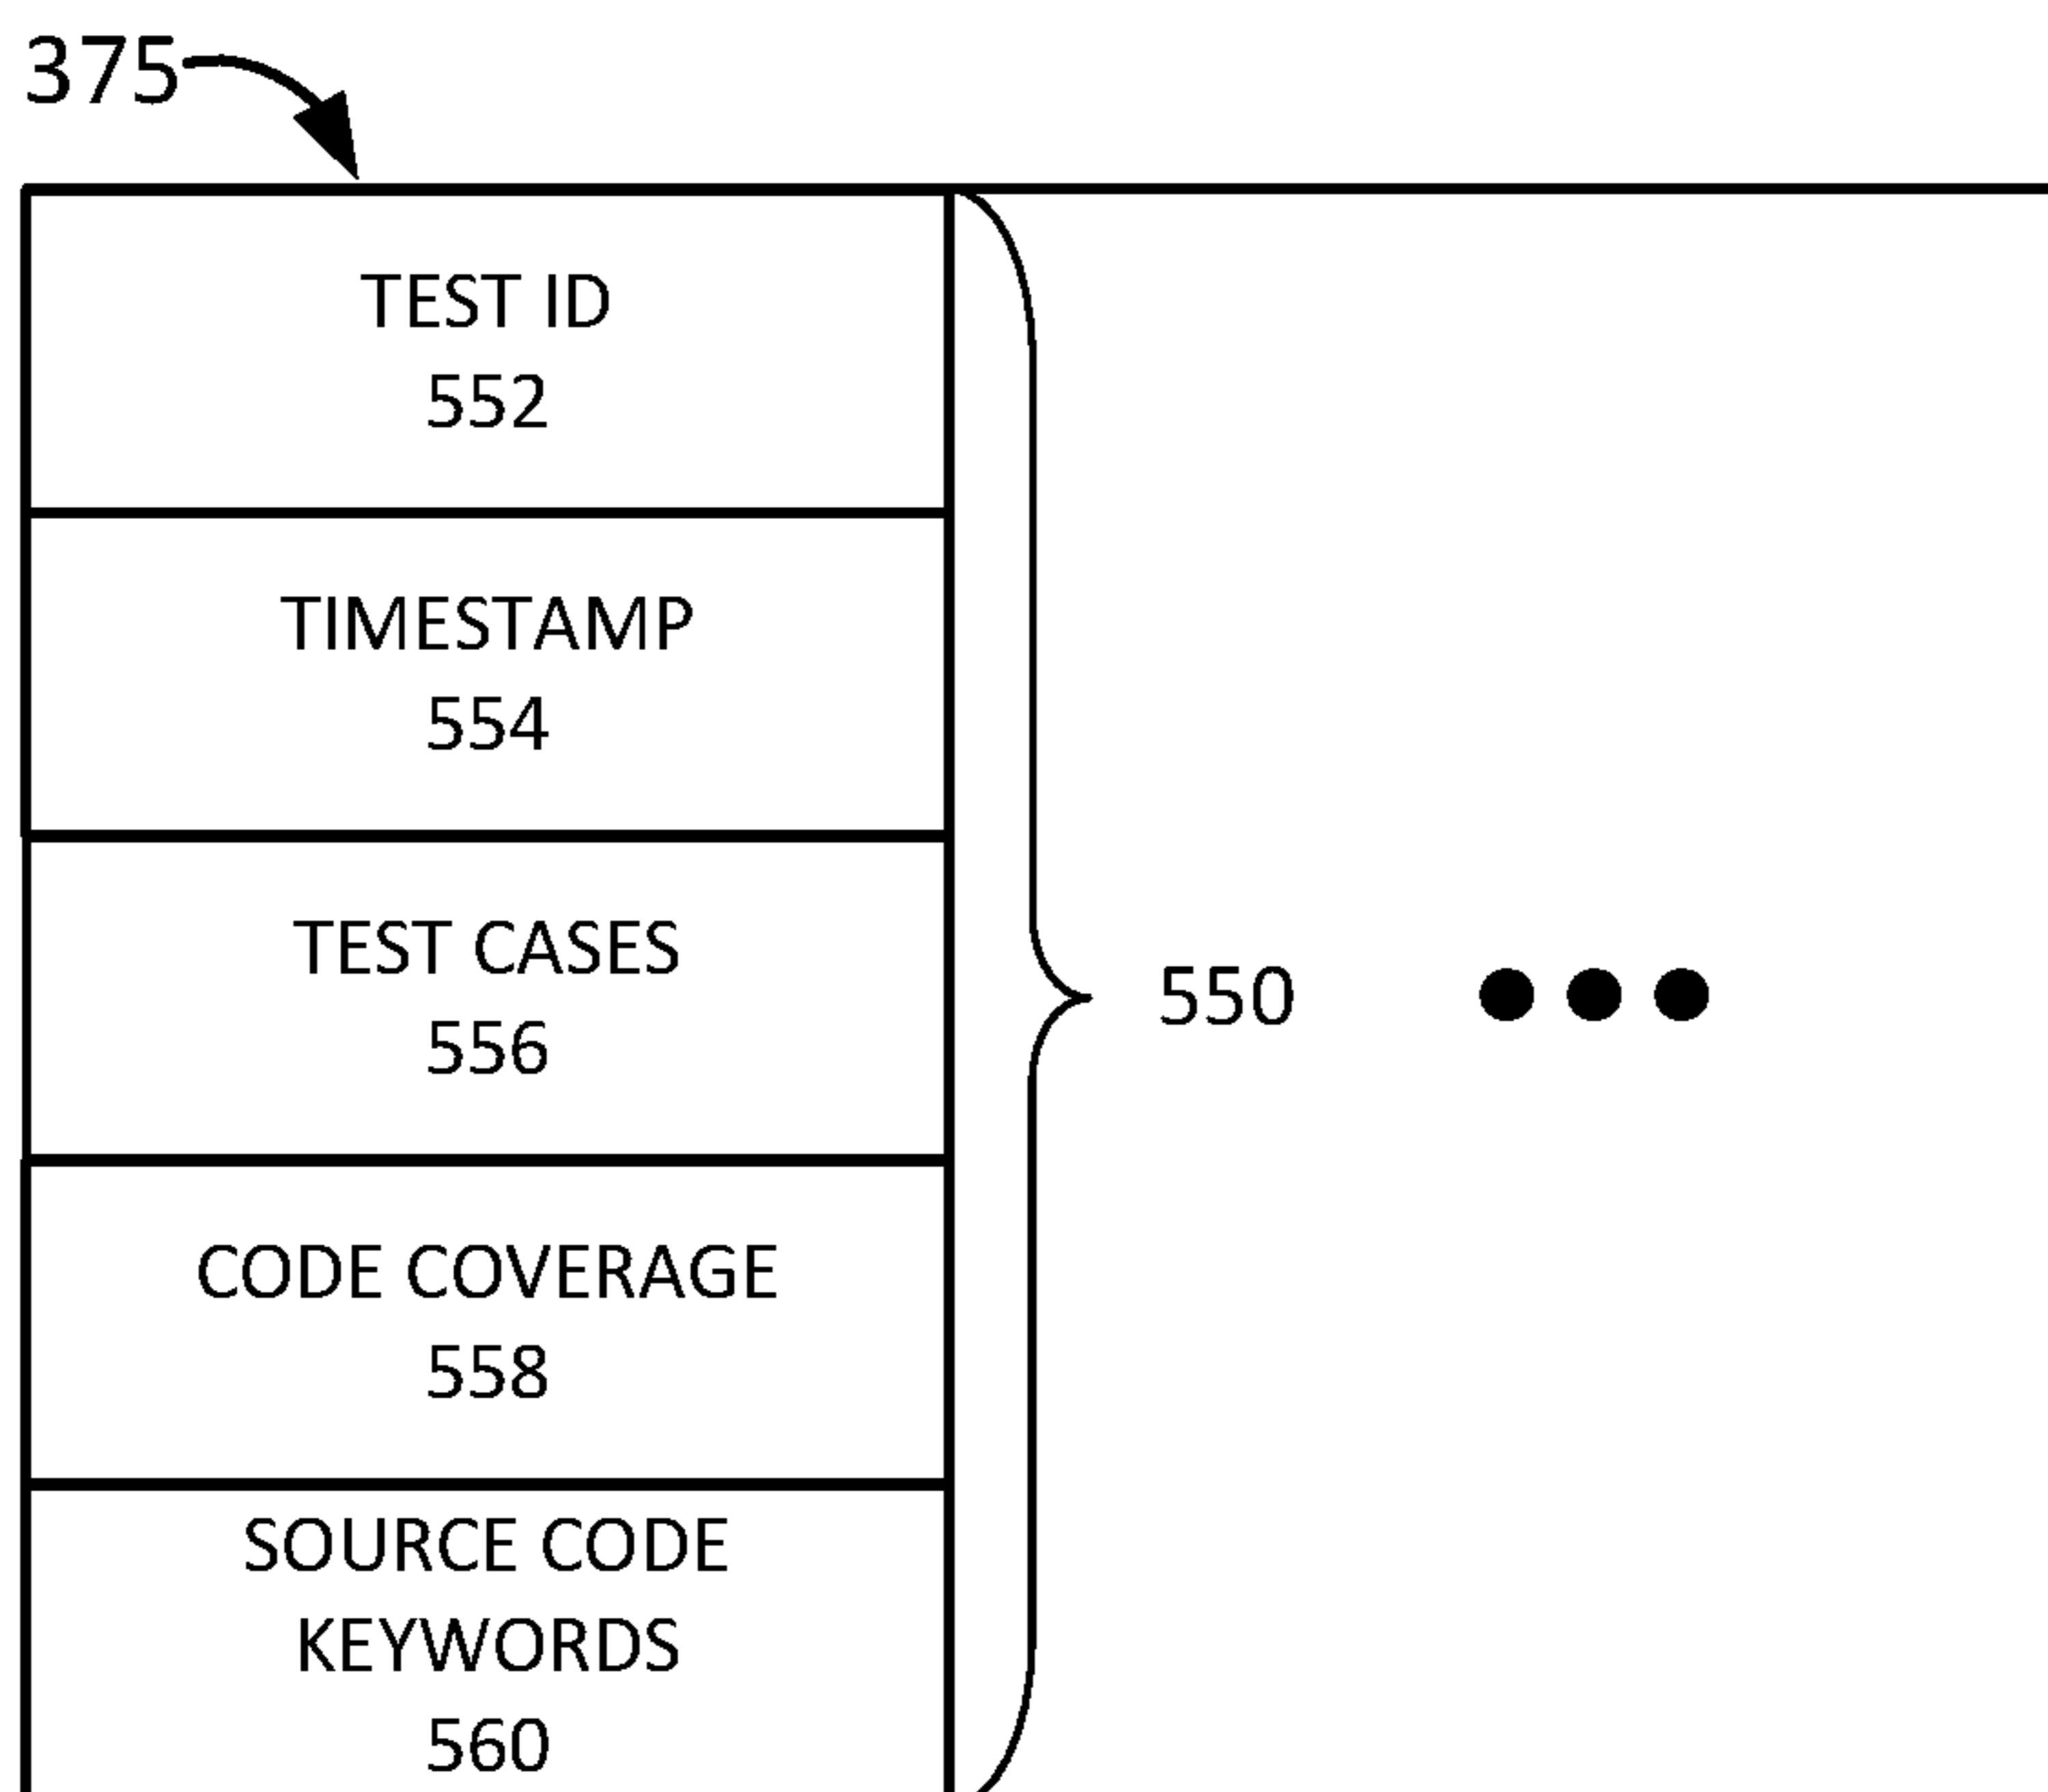 375
TEST ID
552
TIMESTAMP
554
TEST CASES
556
550
CODE COVERAGE
558
SOURCE CODE
KEYWORDS
560